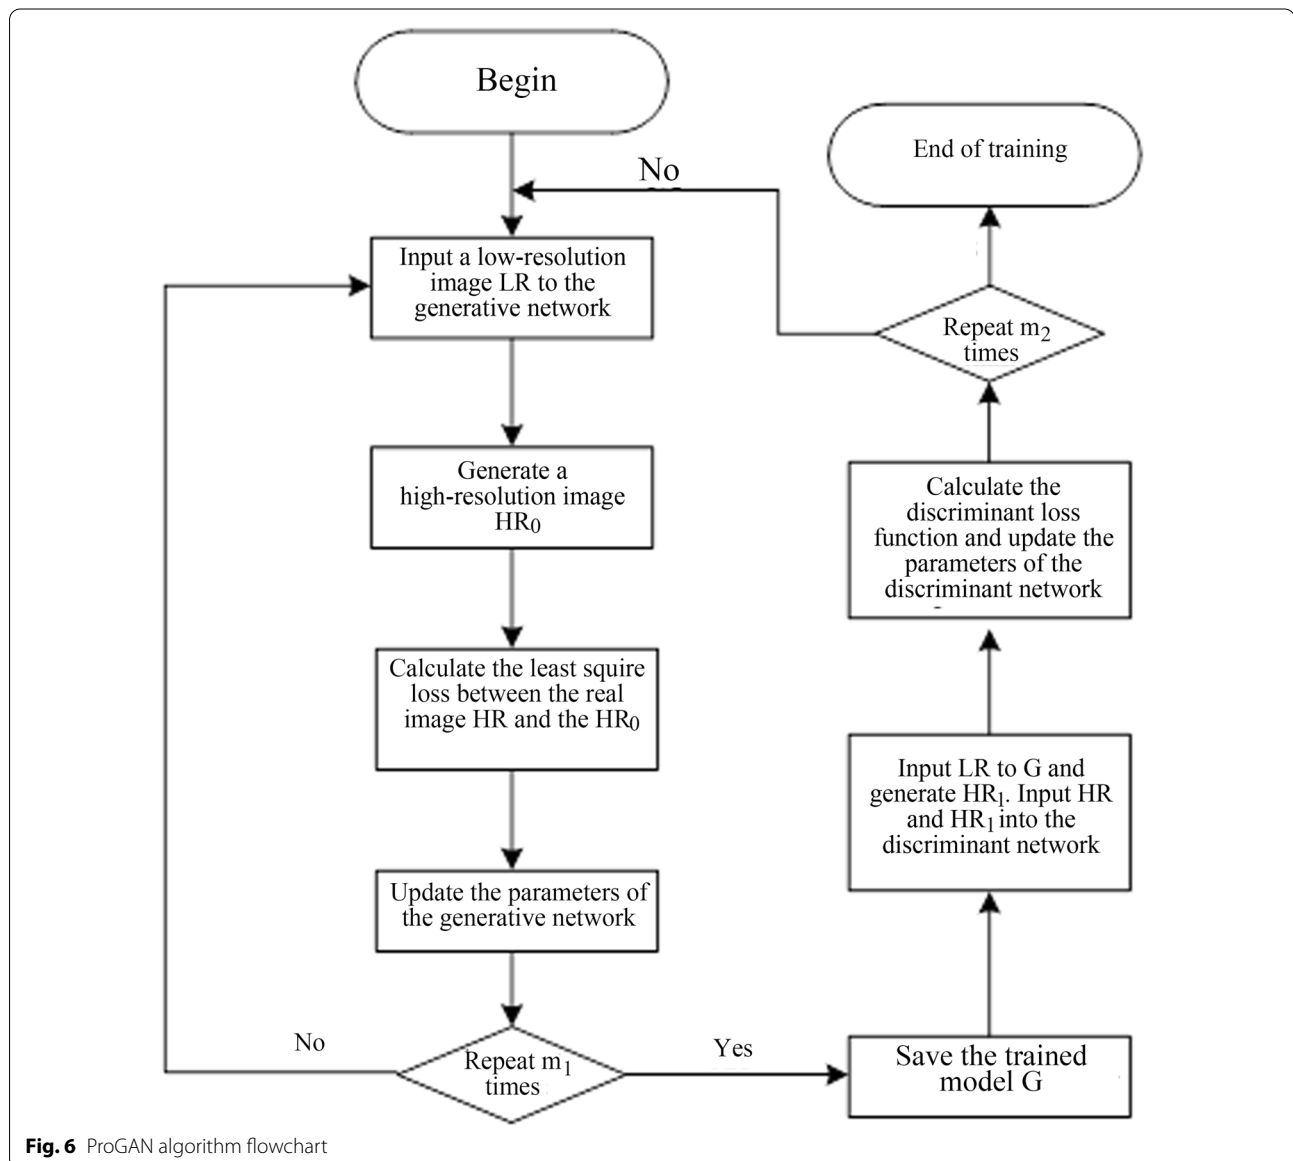 Begin
End of training
No
Input a low-resolution
image LR to the
generative network
Repeat m2
times
Generate a
high-resolution image
HR0
Calculate the
discriminant loss
function and update the
parameters of the
discriminant network
Calculate the least squire
loss between the real
image HR and the HR0
Input LR to G and
generate HR1. Input HR
and HR1 into the
discriminant network
Update the parameters of
the generative network
No
Repeat m1
times
Yes
Save the trained
model G
Fig. 6 ProGAN algorithm flowchart